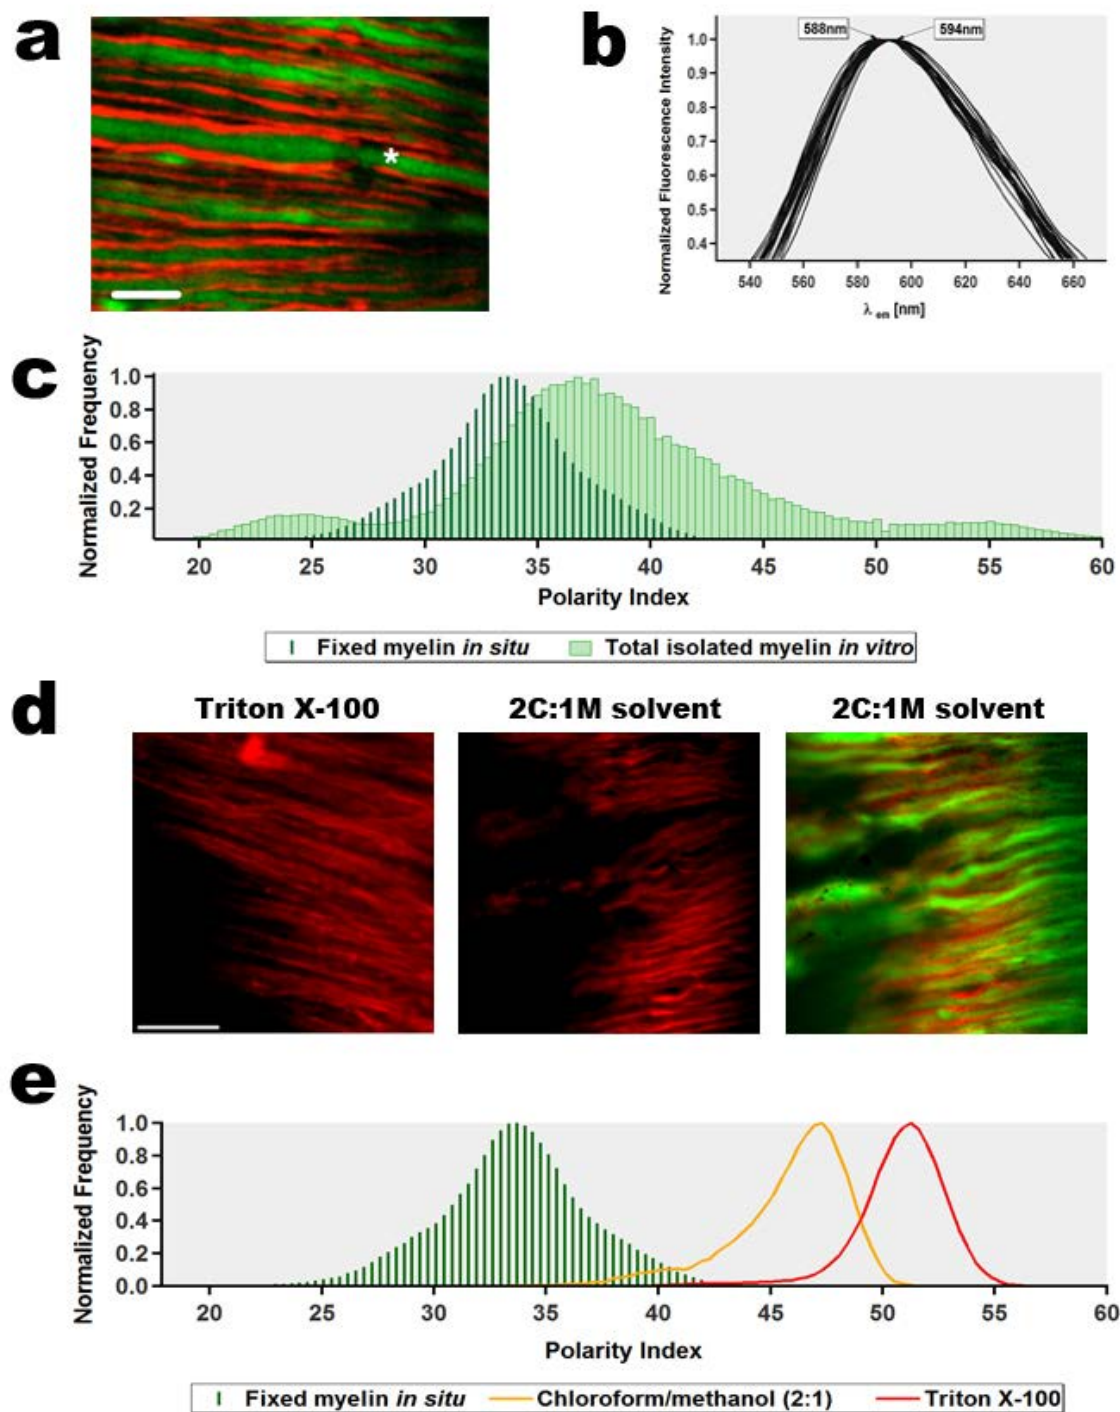 a
*
b
588nm
594nm
Normalized Fluorescence Intensity
1.0
0.9
0.8
0.7
0.6
0.5
0.4
540 560 580 600 620 640 660
λ em [nm]
c
Normalized Frequency
1.0
0.8
0.6
0.4
0.2
20 25 30 35 40 45 50 55 60
Polarity Index
Fixed myelin in situ Total isolated myelin in vitro
d
Triton X-100 2C:1M solvent 2C:1M solvent
e
Normalized Frequency
1.0
0.8
0.6
0.4
0.2
0.0
20 25 30 35 40 45 50 55 60
Polarity Index
Fixed myelin in situ Chloroform/methanol (2:1) Triton X-100